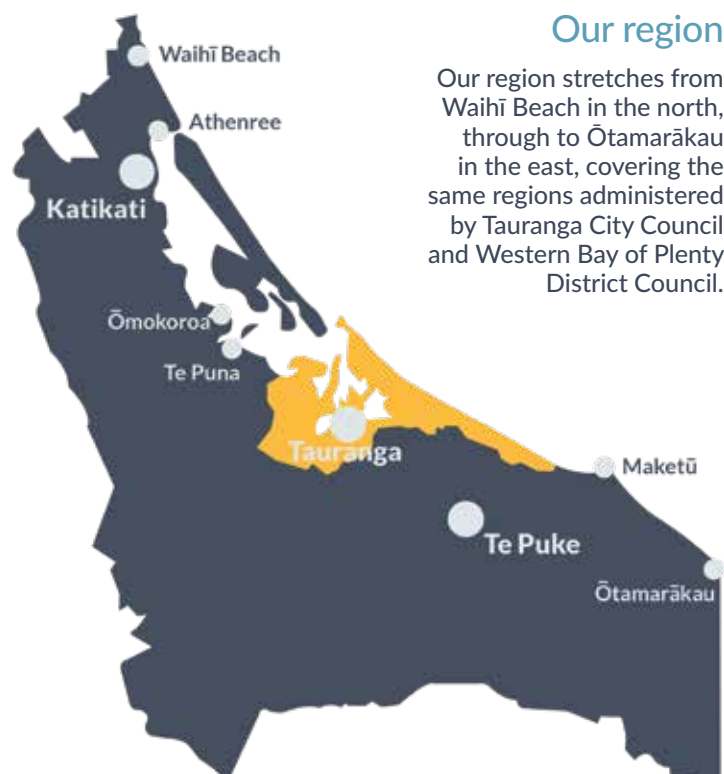 Our region
Our region stretches from
Waihī Beach in the north,
through to Ōtamarākau
in the east, covering the
same regions administered
by Tauranga City Council
and Western Bay of Plenty
District Council.
Waihī Beach
Athenree
Katikati
Ōmokoroa
Te Puna
Tauranga
Maketū
Te Puke
Ōtamarākau